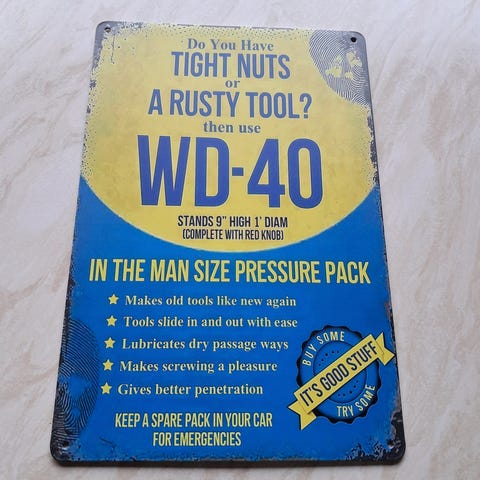 Do You Have
TIGHT NUTS
or
A RUSTY TOOL?
then use
WD-40
STANDS 9" HIGH 1' DIAM
(COMPLETE WITH RED KNOB)
IN THE MAN SIZE PRESSURE PACK
Makes old tools like new again
Tools slide in and out with ease
Lubricates dry passage ways
Makes screwing a pleasure
Gives better penetration
BUY SOME
IT'S GOOD STUFF
TRY SOME
KEEP A SPARE PACK IN YOUR CAR
FOR EMERGENCIES